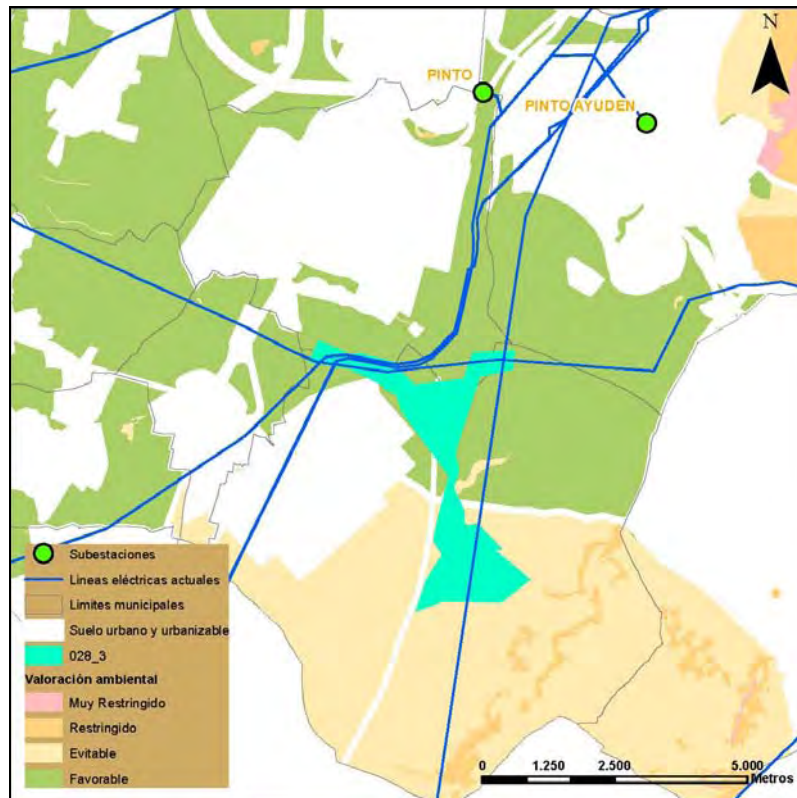 N
PINTO
PINTO AYUDEN
Subestaciones
Lineas eléctricas actuales
Limites municipales
Suelo urbano y urbanizable
028_3
Valoración ambiental
Muy Restringido
Restringido
Evitable
Favorable
0 1.250 2.500 5.000
Metros